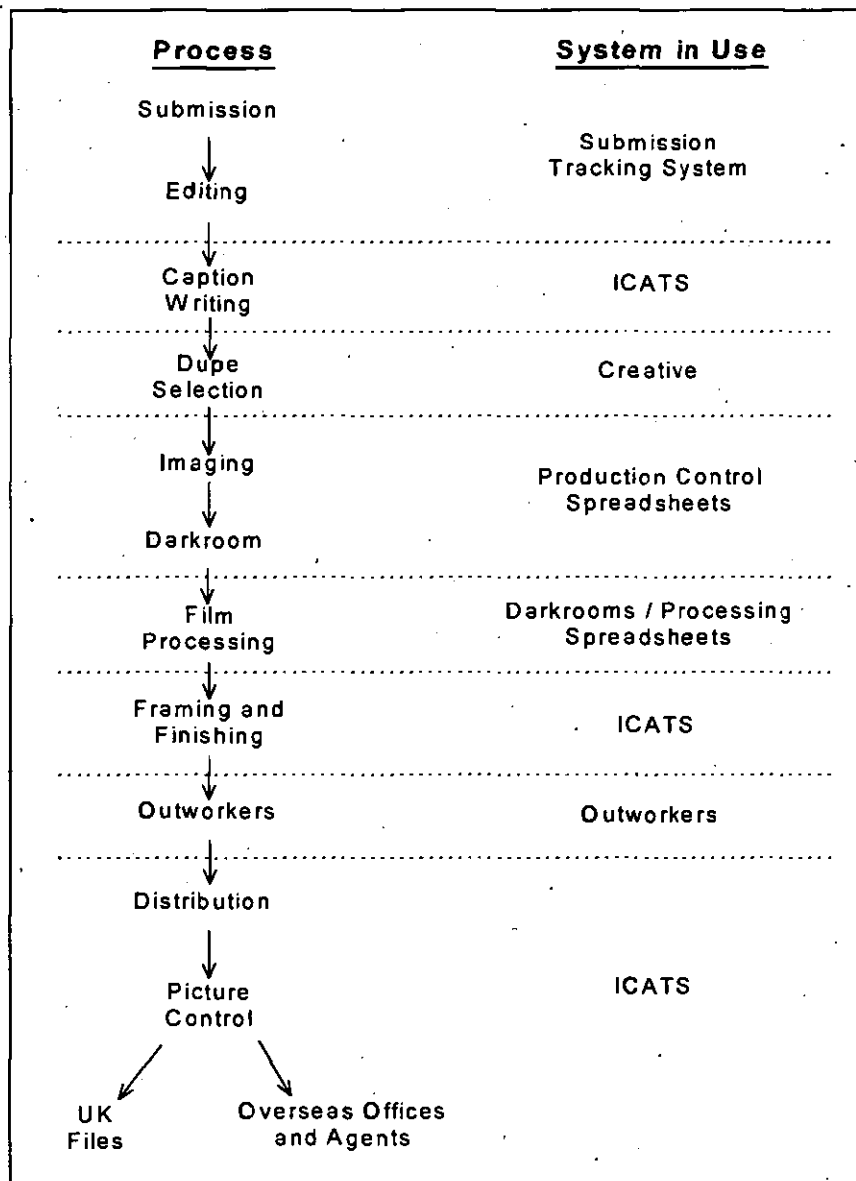 Process
System in Use
Submission
Submission
Tracking System
Editing
Caption
Writing
ICATS
Dupe
Selection
Creative
Imaging
Production Control
Spreadsheets
Darkroom
Film
Processing
Darkrooms / Processing
Spreadsheets
Framing and
Finishing
ICATS
Outworkers
Outworkers
Distribution
Picture
Control
ICATS
UK
Files
Overseas Offices
and Agents